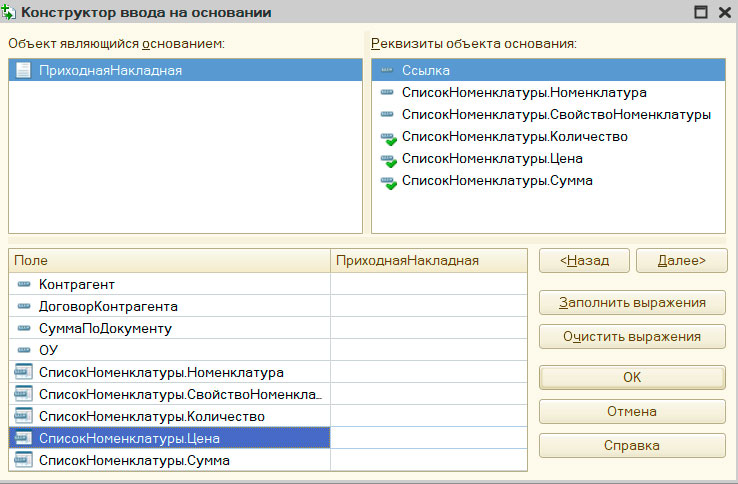 Конструктор ввода на основании
Объект являющийся основанием:
ПриходнаяНакладная
Реквизиты объекта основания:
Ссылка
СписокНоменклатуры.Номенклатура
СписокНоменклатуры.СвойствоНоменклатуры
СписокНоменклатуры.Количество
СписокНоменклатуры.Цена
СписокНоменклатуры.Сумма
Поле ПриходнаяНакладная
Контрагент
ДоговорКонтрагента
СуммаПоДокументу
ОУ
СписокНоменклатуры.Номенклатура
СписокНоменклатуры.СвойствоНоменкла...
СписокНоменклатуры.Количество
СписокНоменклатуры.Цена
СписокНоменклатуры.Сумма
<Назад Далее>
Заполнить выражения
Очистить выражения
OK
Отмена
Справка